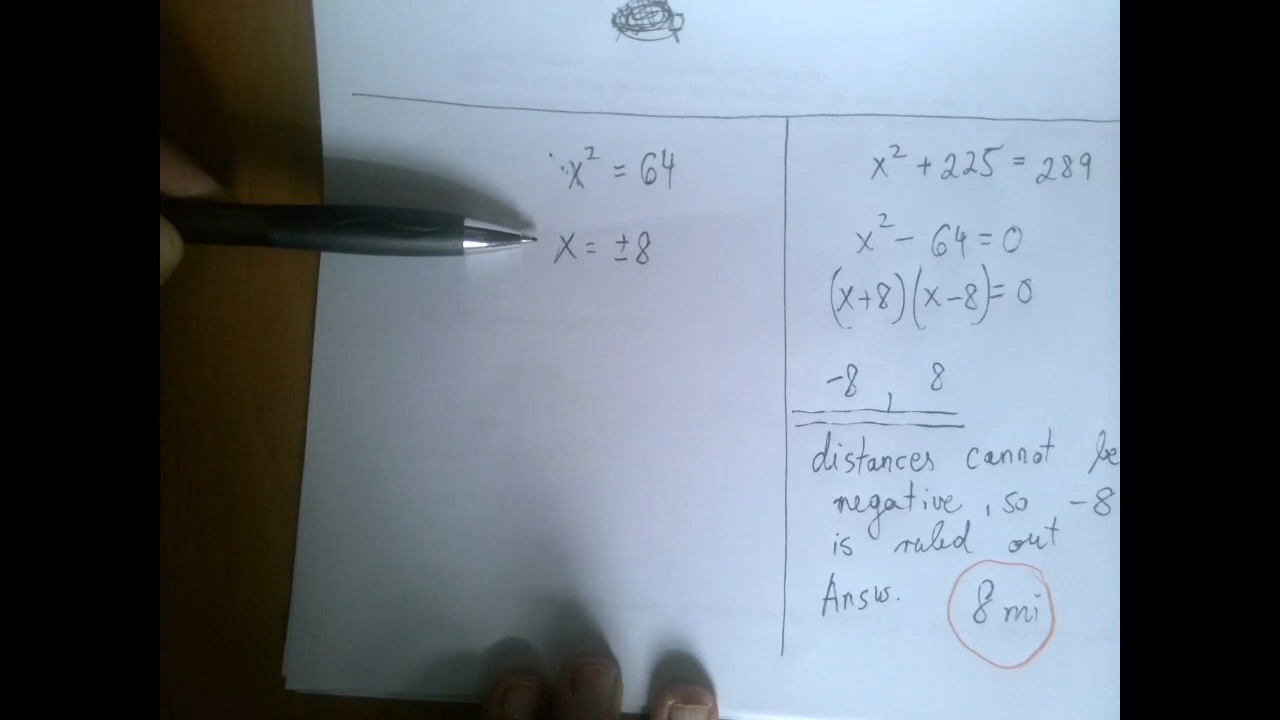 x² = 64
x = ±8
x² + 225 = 289
x² - 64 = 0
(x+8)(x-8) = 0
-8 , 8
distances cannot be
negative, so -8
is ruled out
Answ. 8 mi